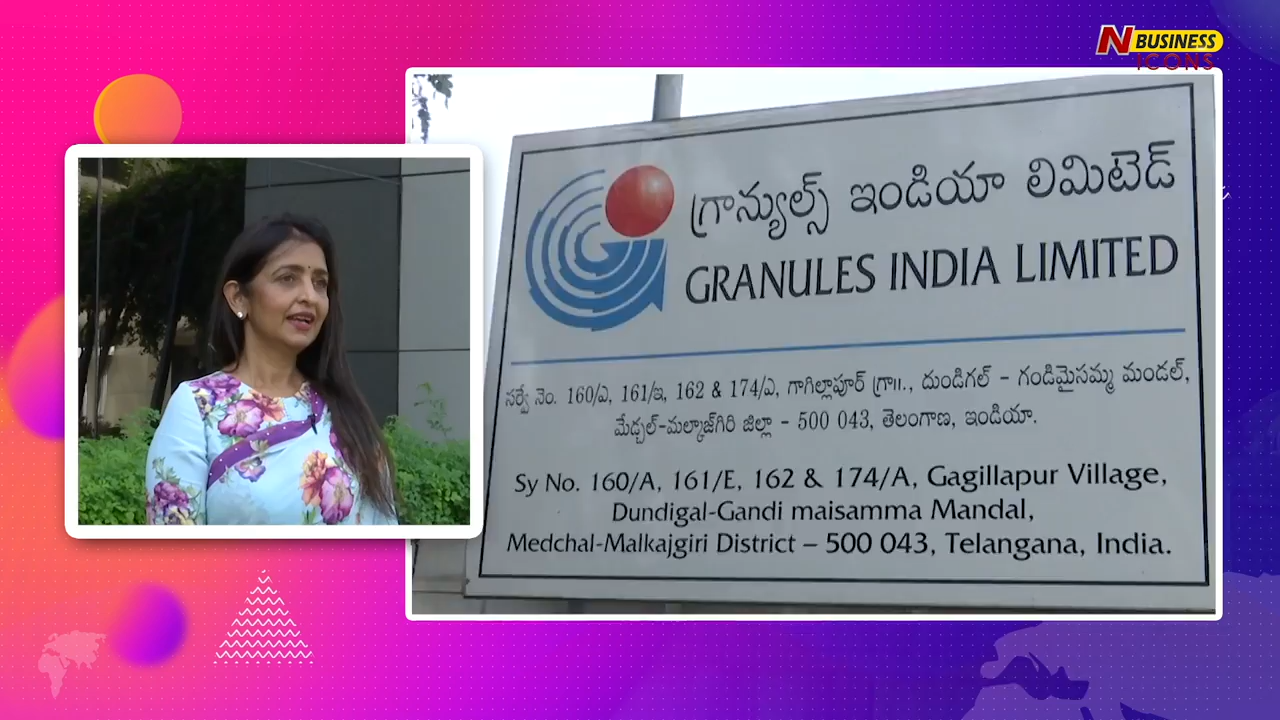 N BUSINESS
ICONS
గ్రాన్యుల్స్ ఇండియా లిమిటెడ్
GRANULES INDIA LIMITED
సర్వే నెం. 160/ఏ, 161/ఇ, 162 & 174/ఏ, గాగిల్లాపూర్ గ్రా॥., దుండిగల్ - గండిమైసమ్మ మండల్,
మేడ్చల్-మల్కాజ్‌గిరి జిల్లా - 500 043, తెలంగాణ, ఇండియా.
Sy No. 160/A, 161/E, 162 & 174/A, Gagillapur Village,
Dundigal-Gandi maisamma Mandal,
Medchal-Malkajgiri District – 500 043, Telangana, India.